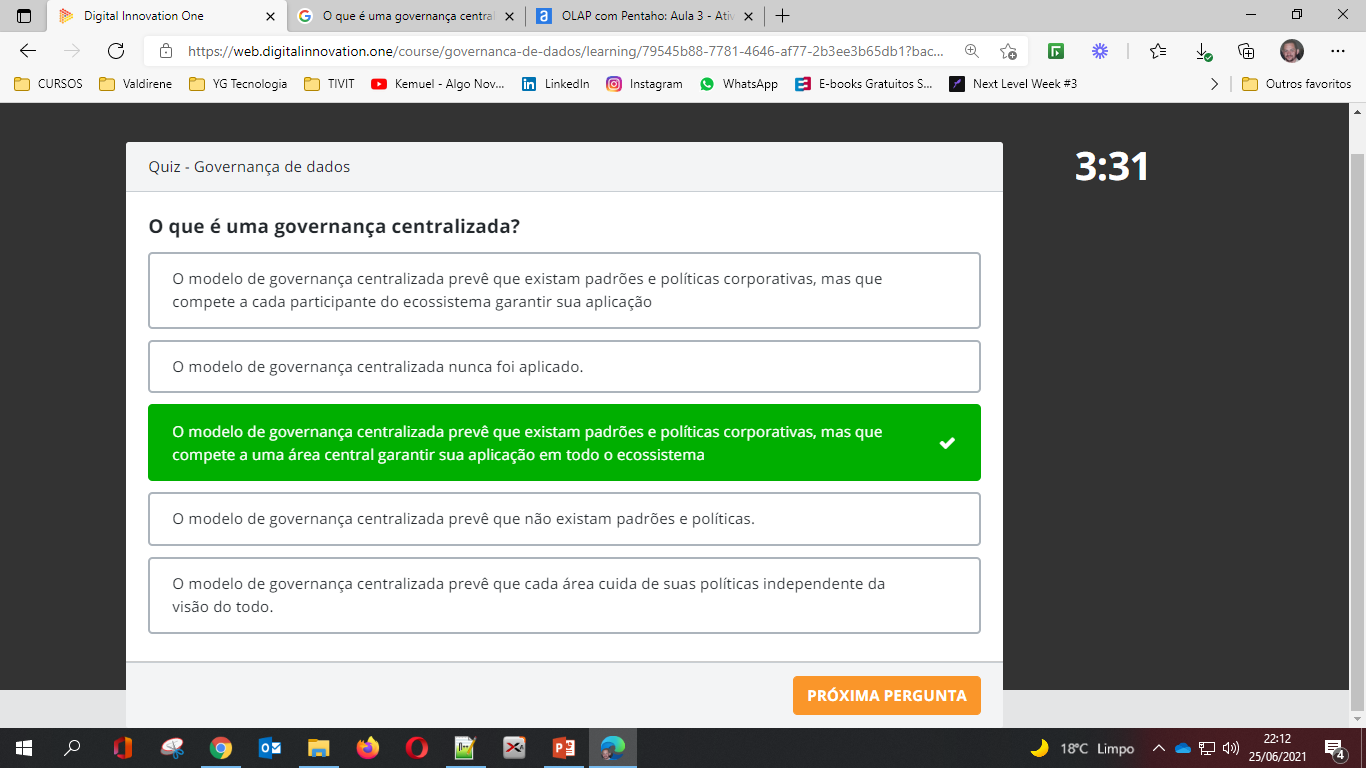 Digital Innovation One
O que é uma governança central
OLAP com Pentaho: Aula 3 - Ativ
https://web.digitalinnovation.one/course/governanca-de-dados/learning/79545b88-7781-4646-af77-2b3ee3b65db1?bac...
CURSOS
Valdirene
YG Tecnologia
TIVIT
Kemuel - Algo Nov...
LinkedIn
Instagram
WhatsApp
E-books Gratuitos S...
Next Level Week #3
Outros favoritos
Quiz - Governança de dados
3:31
O que é uma governança centralizada?
O modelo de governança centralizada prevê que existam padrões e políticas corporativas, mas que
compete a cada participante do ecossistema garantir sua aplicação
O modelo de governança centralizada nunca foi aplicado.
O modelo de governança centralizada prevê que existam padrões e políticas corporativas, mas que
compete a uma área central garantir sua aplicação em todo o ecossistema
O modelo de governança centralizada prevê que não existam padrões e políticas.
O modelo de governança centralizada prevê que cada área cuida de suas políticas independente da
visão do todo.
PRÓXIMA PERGUNTA
18°C Limpo
22:12
25/06/2021
4